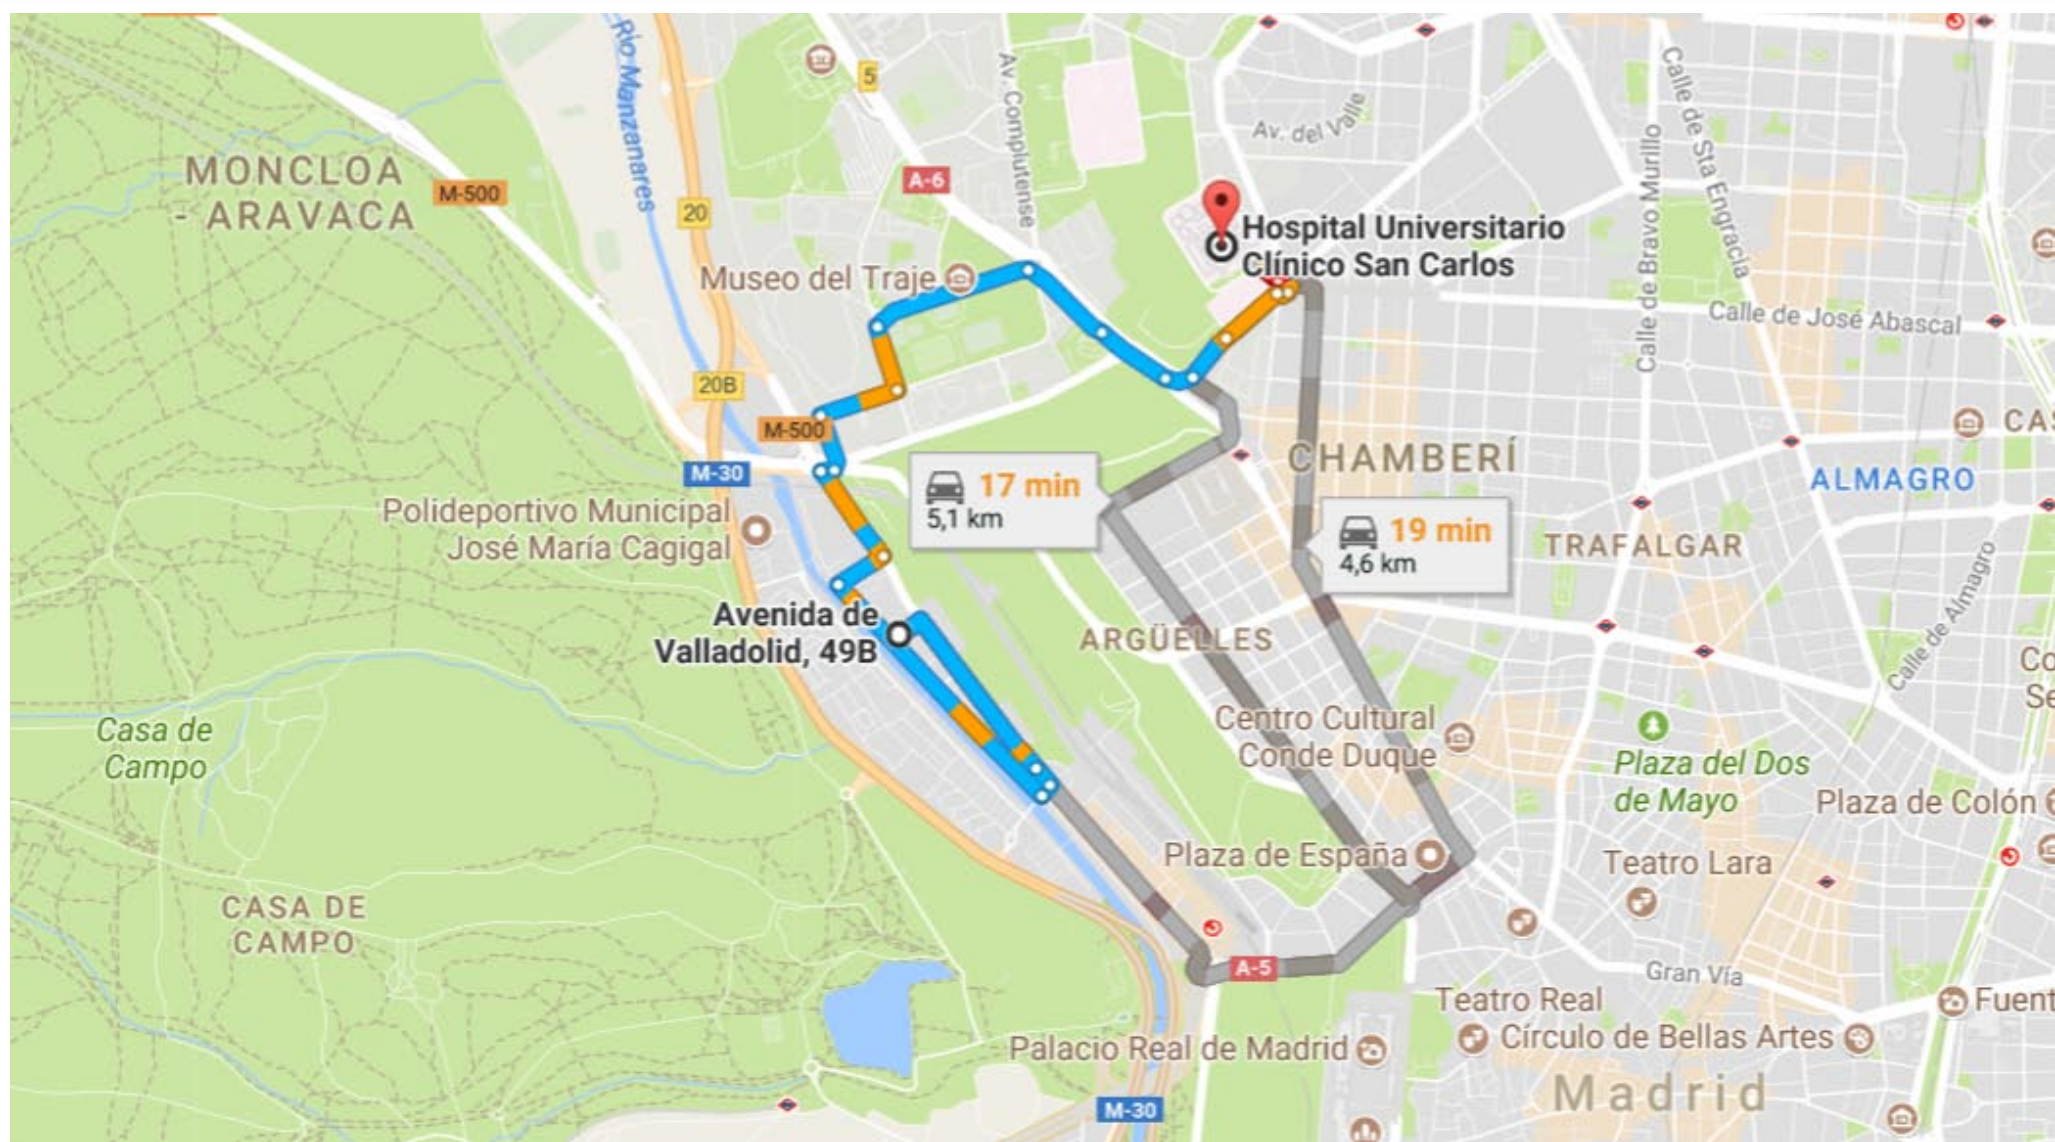 Río Manzanares
5
Av. Complutense
Av. del Valle
Calle de Bravo Murillo
Calle de Sta Engracia
MONCLOA
- ARAVACA
M-500
A-6
20
Hospital Universitario
Clínico San Carlos
Museo del Traje
Calle de José Abascal
20B
M-500
CHAMBERÍ
CAS
M-30
17 min
5,1 km
ALMAGRO
Polideportivo Municipal
José María Cagigal
19 min
4,6 km
TRAFALGAR
Calle de Almagro
Avenida de
Valladolid, 49B
ARGÜELLES
Co
Se
Centro Cultural
Conde Duque
Casa de
Campo
Plaza del Dos
de Mayo
Plaza de Colón
Plaza de España
Teatro Lara
CASA DE
CAMPO
A-5
Gran Vía
Teatro Real
Fuent
Círculo de Bellas Artes
Palacio Real de Madrid
Madrid
M-30